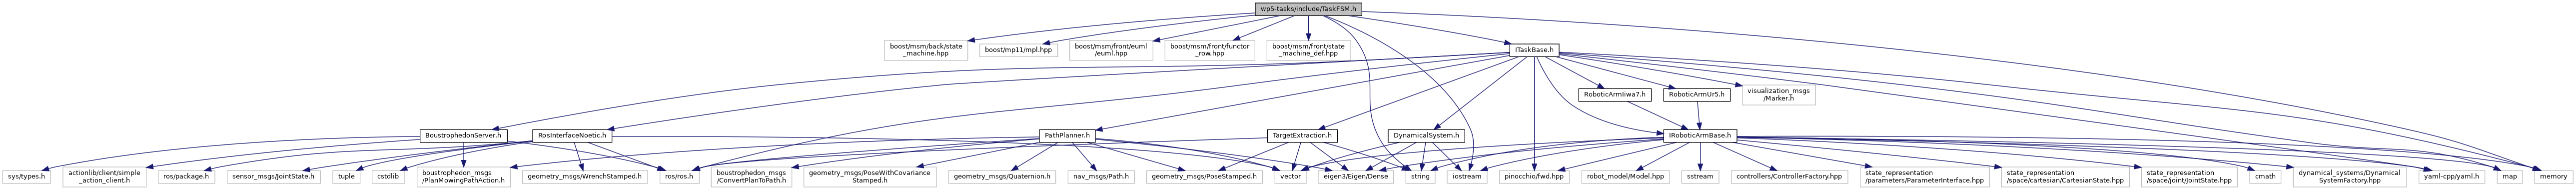 wp5-tasks/include/TaskFSM.h
boost/msm/back/state
_machine.hpp
boost/mp11/mpl.hpp
boost/msm/front/euml
/euml.hpp
boost/msm/front/functor
_row.hpp
boost/msm/front/state
_machine_def.hpp
ITaskBase.h
RoboticArmIiwa7.h
RoboticArmUr5.h
visualization_msgs
/Marker.h
BoustrophedonServer.h
RosInterfaceNoetic.h
PathPlanner.h
TargetExtraction.h
DynamicalSystem.h
IRoboticArmBase.h
sys/types.h
actionlib/client/simple
_action_client.h
ros/package.h
sensor_msgs/JointState.h
tuple
cstdlib
boustrophedon_msgs
/PlanMowingPathAction.h
geometry_msgs/WrenchStamped.h
ros/ros.h
boustrophedon_msgs
/ConvertPlanToPath.h
geometry_msgs/PoseWithCovariance
Stamped.h
geometry_msgs/Quaternion.h
nav_msgs/Path.h
geometry_msgs/PoseStamped.h
vector
eigen3/Eigen/Dense
string
iostream
pinocchio/fwd.hpp
robot_model/Model.hpp
sstream
controllers/ControllerFactory.hpp
state_representation
/parameters/ParameterInterface.hpp
state_representation
/space/cartesian/CartesianState.hpp
state_representation
/space/joint/JointState.hpp
cmath
dynamical_systems/Dynamical
SystemFactory.hpp
yaml-cpp/yaml.h
map
memory